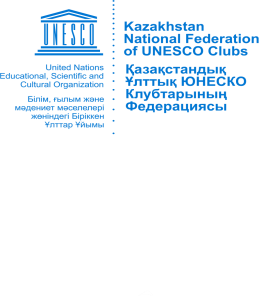 UNESCO
United Nations
Educational, Scientific and
Cultural Organization
Білім, ғылым және
мәдениет мәселелері
жөніндегі Біріккен
Ұлттар Ұйымы
Kazakhstan
National Federation
of UNESCO Clubs
Қазақстандық
Ұлттық ЮНЕСКО
Клубтарының
Федерациясы